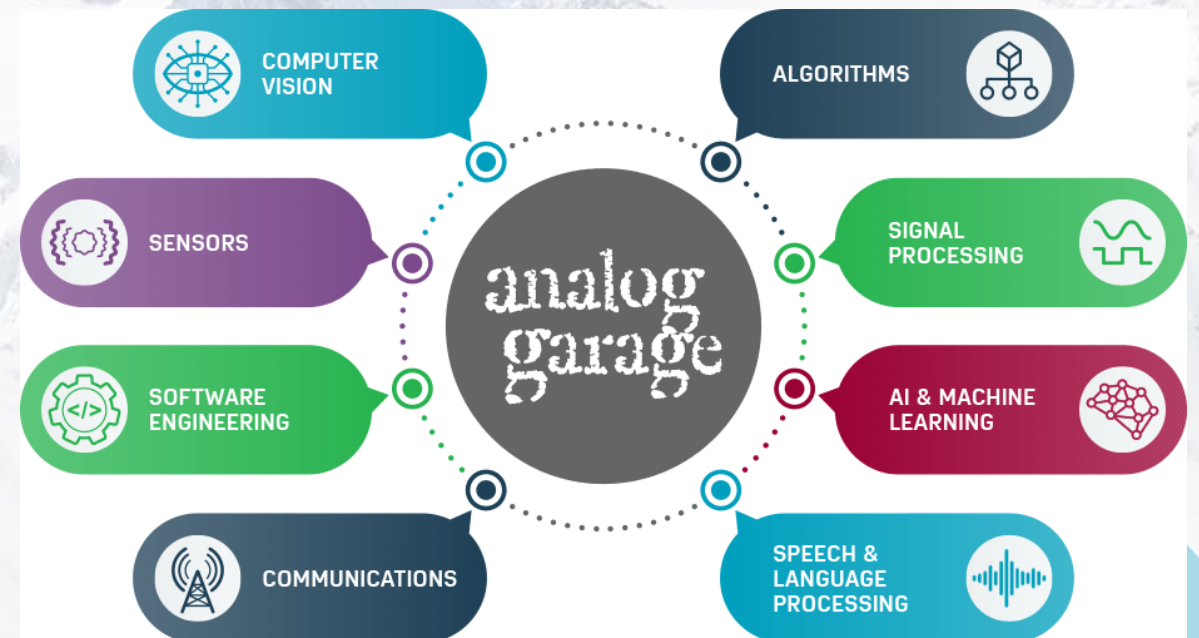 COMPUTER
VISION
ALGORITHMS
SENSORS
SIGNAL
PROCESSING
analog
garage
SOFTWARE
ENGINEERING
</>
AI & MACHINE
LEARNING
COMMUNICATIONS
SPEECH &
LANGUAGE
PROCESSING